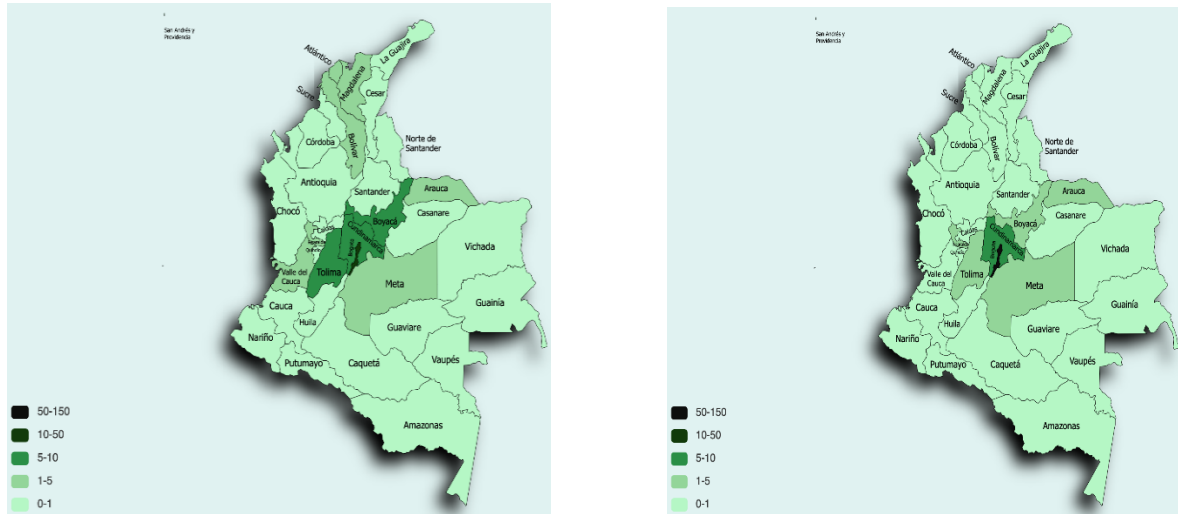 San Andrés y
Providencia
Atlántico
La Guajira
Magdalena
Cesar
Sucre
Norte de
Santander
Córdoba
Bolívar
Antioquia
Santander
Arauca
Chocó
Boyacá
Casanare
Caldas
Cundinamarca
Vichada
Tolima
Valle del
Cauca
Meta
Guainía
Cauca
Huila
Guaviare
Nariño
Vaupés
Putumayo
Caquetá
Amazonas
50-150
10-50
5-10
1-5
0-1
San Andrés y
Providencia
Atlántico
La Guajira
Magdalena
Cesar
Sucre
Norte de
Santander
Córdoba
Bolívar
Antioquia
Santander
Arauca
Chocó
Boyacá
Casanare
Caldas
Cundinamarca
Vichada
Tolima
Valle del
Cauca
Meta
Guainía
Cauca
Huila
Guaviare
Nariño
Vaupés
Putumayo
Caquetá
Amazonas
50-150
10-50
5-10
1-5
0-1